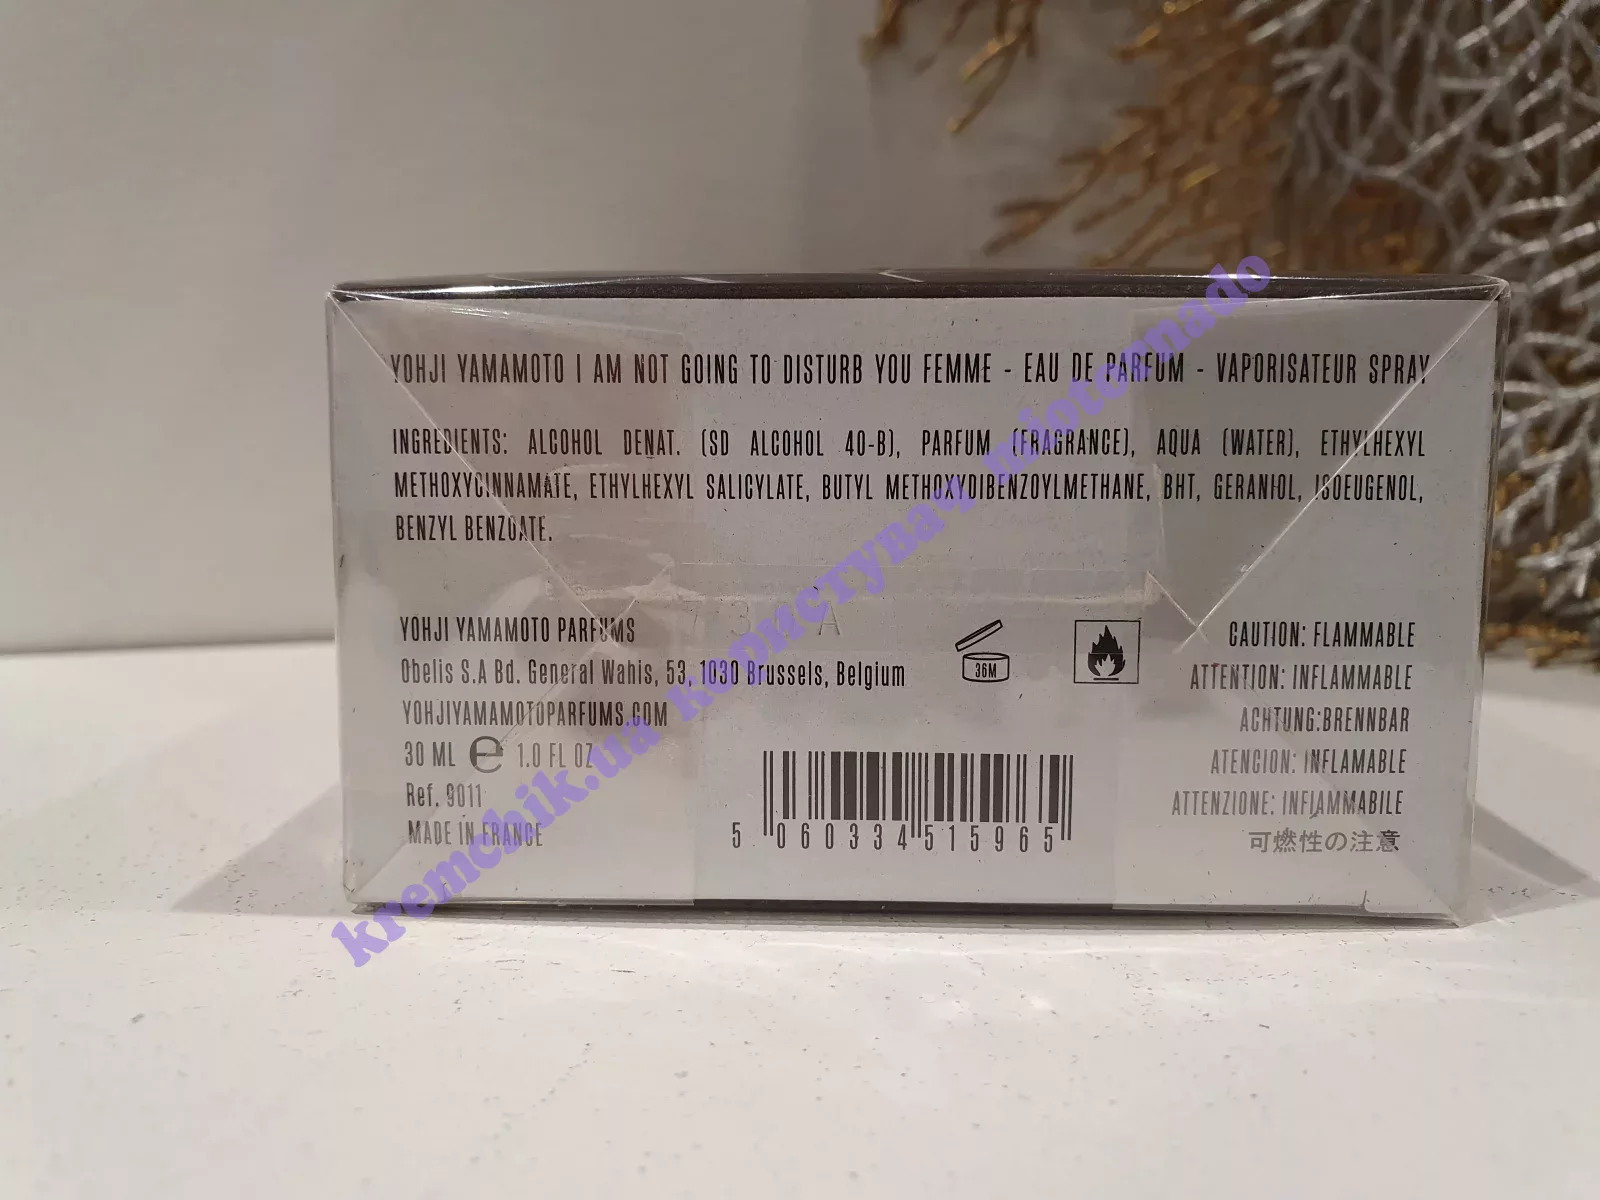 YOHJI YAMAMOTO I AM NOT GOING TO DISTURB YOU FEMME - EAU DE PARFUM - VAPORISATEUR SPRAY
INGREDIENTS: ALCOHOL DENAT. (SD ALCOHOL 40-B), PARFUM (FRAGRANCE), AQUA (WATER), ETHYLHEXYL
METHOXYCINNAMATE, ETHYLHEXYL SALICYLATE, BUTYL METHOXYDIBENZOYLMETHANE, BHT, GERANIOL, ISOEUGENOL,
BENZYL BENZOATE.
YOHJI YAMAMOTO PARFUMS
Obelis S.A Bd. General Wahis, 53, 1030 Brussels, Belgium
YOHJIYAMAMOTOPARFUMS.COM
30 ML e 1.0 FL OZ
Ref. 9011
MADE IN FRANCE
36M
5 060334 515965
CAUTION: FLAMMABLE
ATTENTION: INFLAMMABLE
ACHTUNG:BRENNBAR
ATENCION: INFLAMABLE
ATTENZIONE: INFIAMMABILE
可燃性の注意
kremchik.ua користувач miotornado